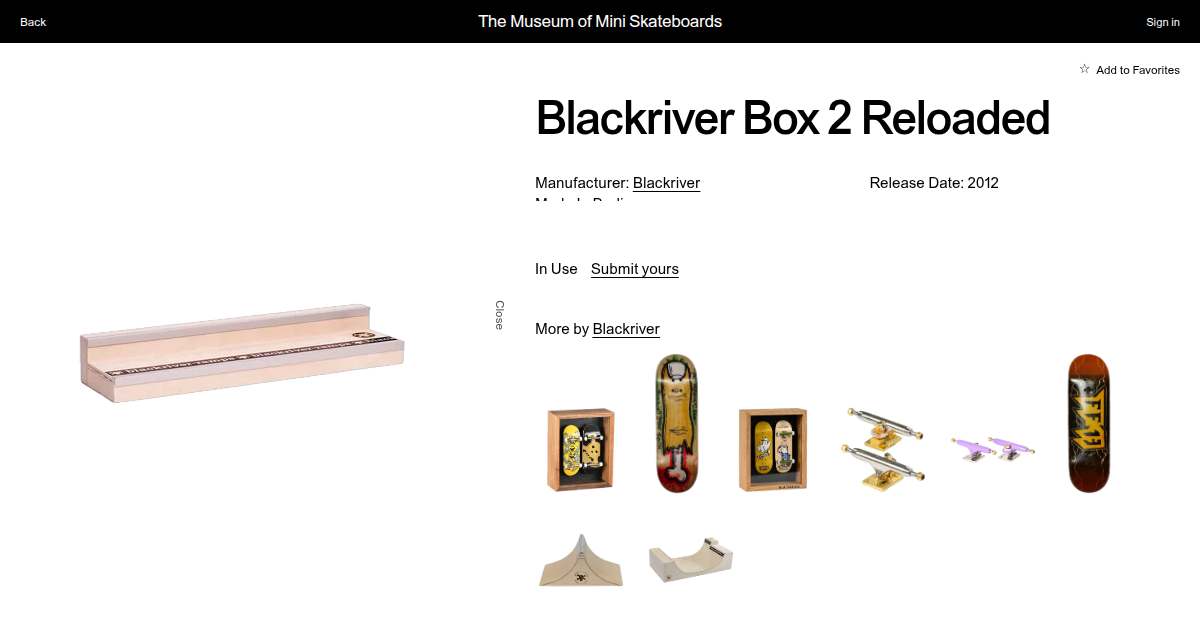 Back
The Museum of Mini Skateboards
Sign in
☆ Add to Favorites
Blackriver Box 2 Reloaded
Manufacturer: Blackriver
Release Date: 2012
In Use Submit yours
Close
More by Blackriver